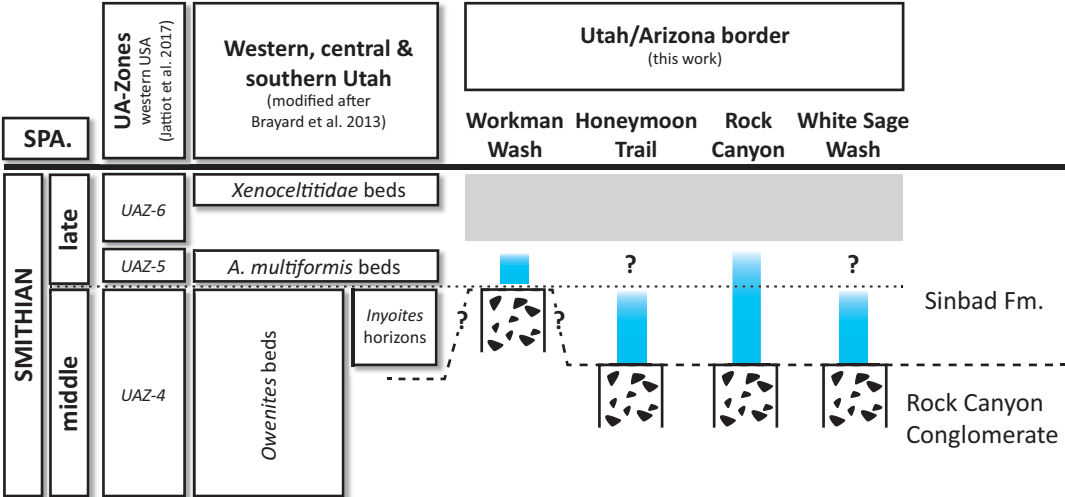 UA-Zones
western USA
(Jattiot et al. 2017)
Western, central &
southern Utah
(modified after
Brayard et al. 2013)
Utah/Arizona border
(this work)
SPA.
Workman
Wash
Honeymoon
Trail
Rock
Canyon
White Sage
Wash
SMITHIAN
late
middle
UAZ-6
UAZ-5
UAZ-4
Xenoceltitidae beds
A. multiformis beds
Owenites beds
Inyoites
horizons
?
?
?
?
Sinbad Fm.
Rock Canyon
Conglomerate